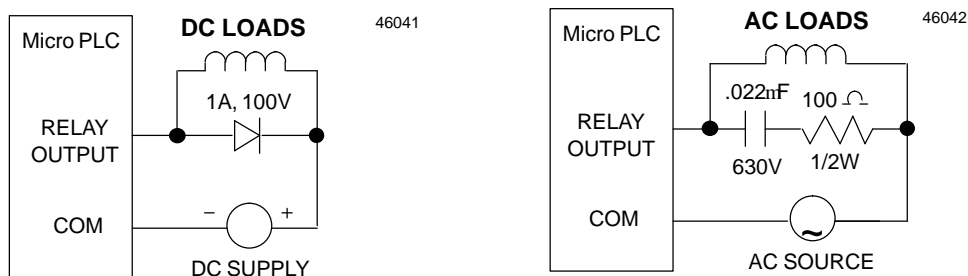 DC LOADS
46041
Micro PLC
1A, 100V
RELAY
OUTPUT
COM
– +
DC SUPPLY
AC LOADS
46042
Micro PLC
.022mF
100 Ω
RELAY
OUTPUT
630V
1/2W
COM
~
AC SOURCE